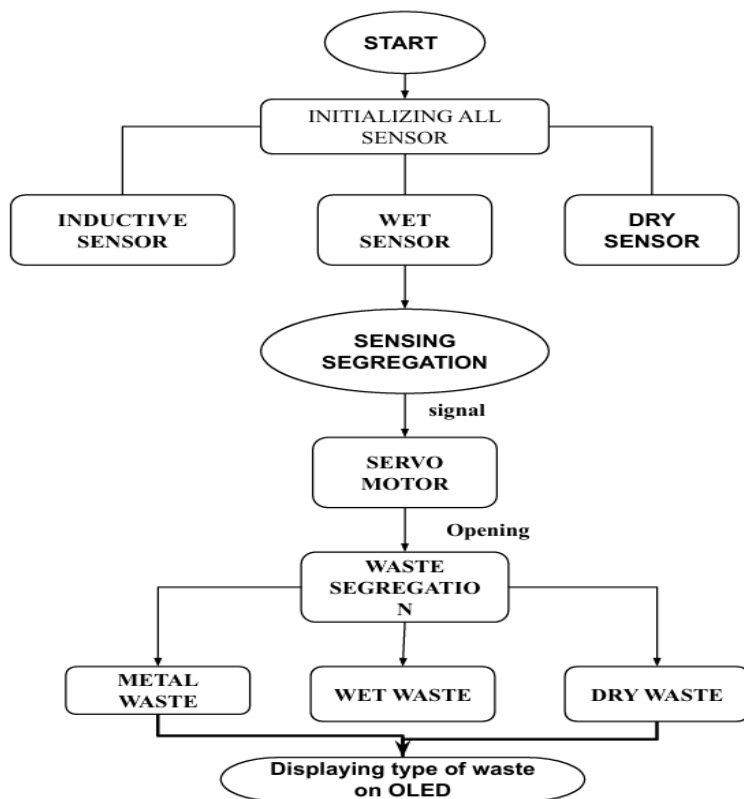 START
INITIALIZING ALL
SENSOR
INDUCTIVE
SENSOR
WET
SENSOR
DRY
SENSOR
SENSING
SEGREGATION
signal
SERVO
MOTOR
Opening
WASTE
SEGREGATIO
N
METAL
WASTE
WET WASTE
DRY WASTE
Displaying type of waste
on OLED